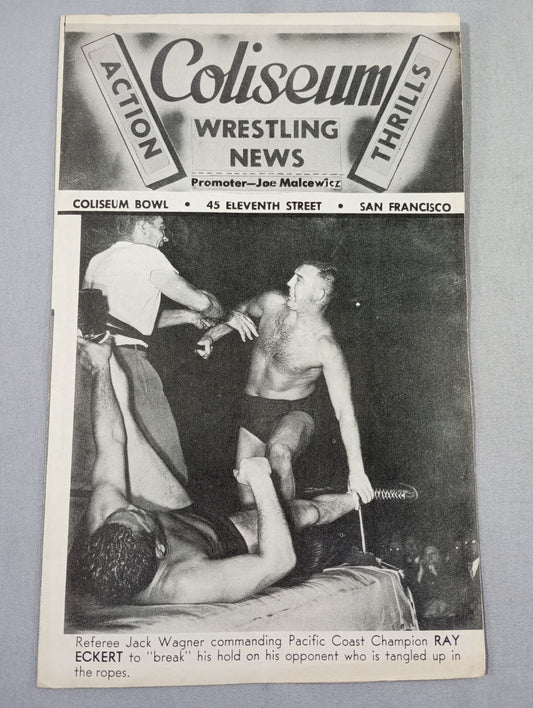 ACTION
Coliseum
THRILLS
WRESTLING
NEWS
Promoter—Joe Malcewicz
COLISEUM BOWL • 45 ELEVENTH STREET • SAN FRANCISCO
Referee Jack Wagner commanding Pacific Coast Champion RAY
ECKERT to "break" his hold on his opponent who is tangled up in
the ropes.